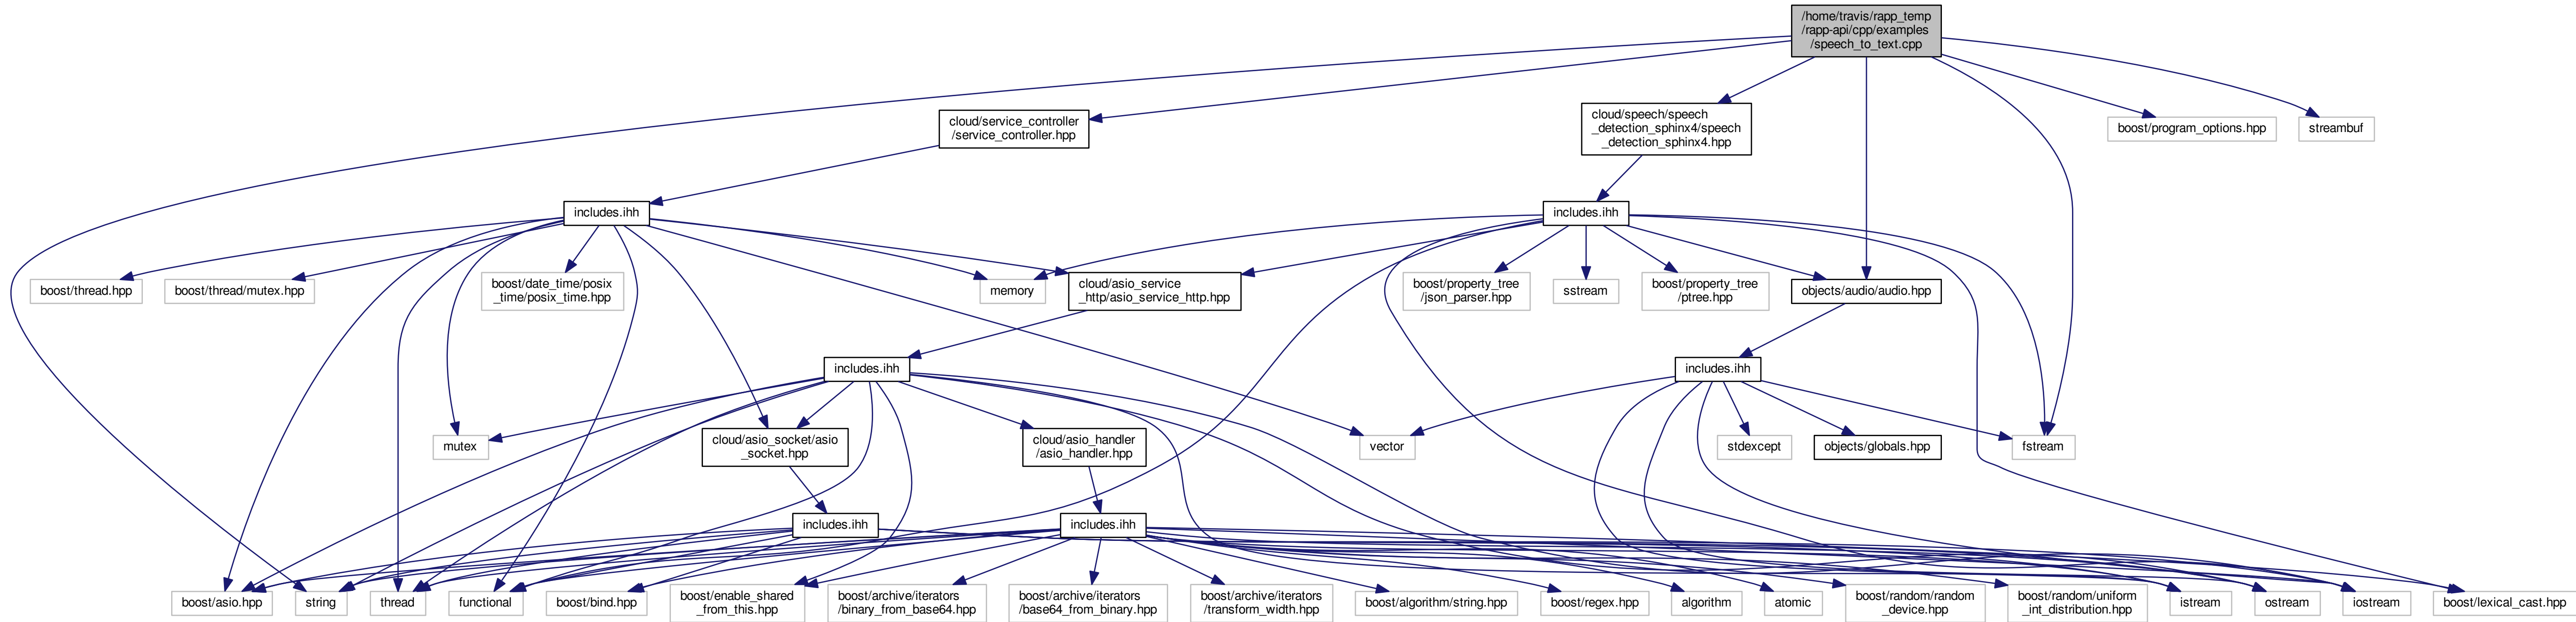 /home/travis/rapp_temp
/rapp-api/cpp/examples
/speech_to_text.cpp
cloud/service_controller
/service_controller.hpp
cloud/speech/speech
_detection_sphinx4/speech
_detection_sphinx4.hpp
boost/program_options.hpp
streambuf
includes.ihh
includes.ihh
boost/thread.hpp
boost/thread/mutex.hpp
boost/date_time/posix
_time/posix_time.hpp
memory
cloud/asio_service
_http/asio_service_http.hpp
boost/property_tree
/json_parser.hpp
sstream
boost/property_tree
/ptree.hpp
objects/audio/audio.hpp
includes.ihh
includes.ihh
mutex
cloud/asio_socket/asio
_socket.hpp
cloud/asio_handler
/asio_handler.hpp
vector
stdexcept
objects/globals.hpp
fstream
includes.ihh
includes.ihh
boost/asio.hpp
string
thread
functional
boost/bind.hpp
boost/enable_shared
_from_this.hpp
boost/archive/iterators
/binary_from_base64.hpp
boost/archive/iterators
/base64_from_binary.hpp
boost/archive/iterators
/transform_width.hpp
boost/algorithm/string.hpp
boost/regex.hpp
algorithm
atomic
boost/random/random
_device.hpp
boost/random/uniform
_int_distribution.hpp
istream
ostream
iostream
boost/lexical_cast.hpp